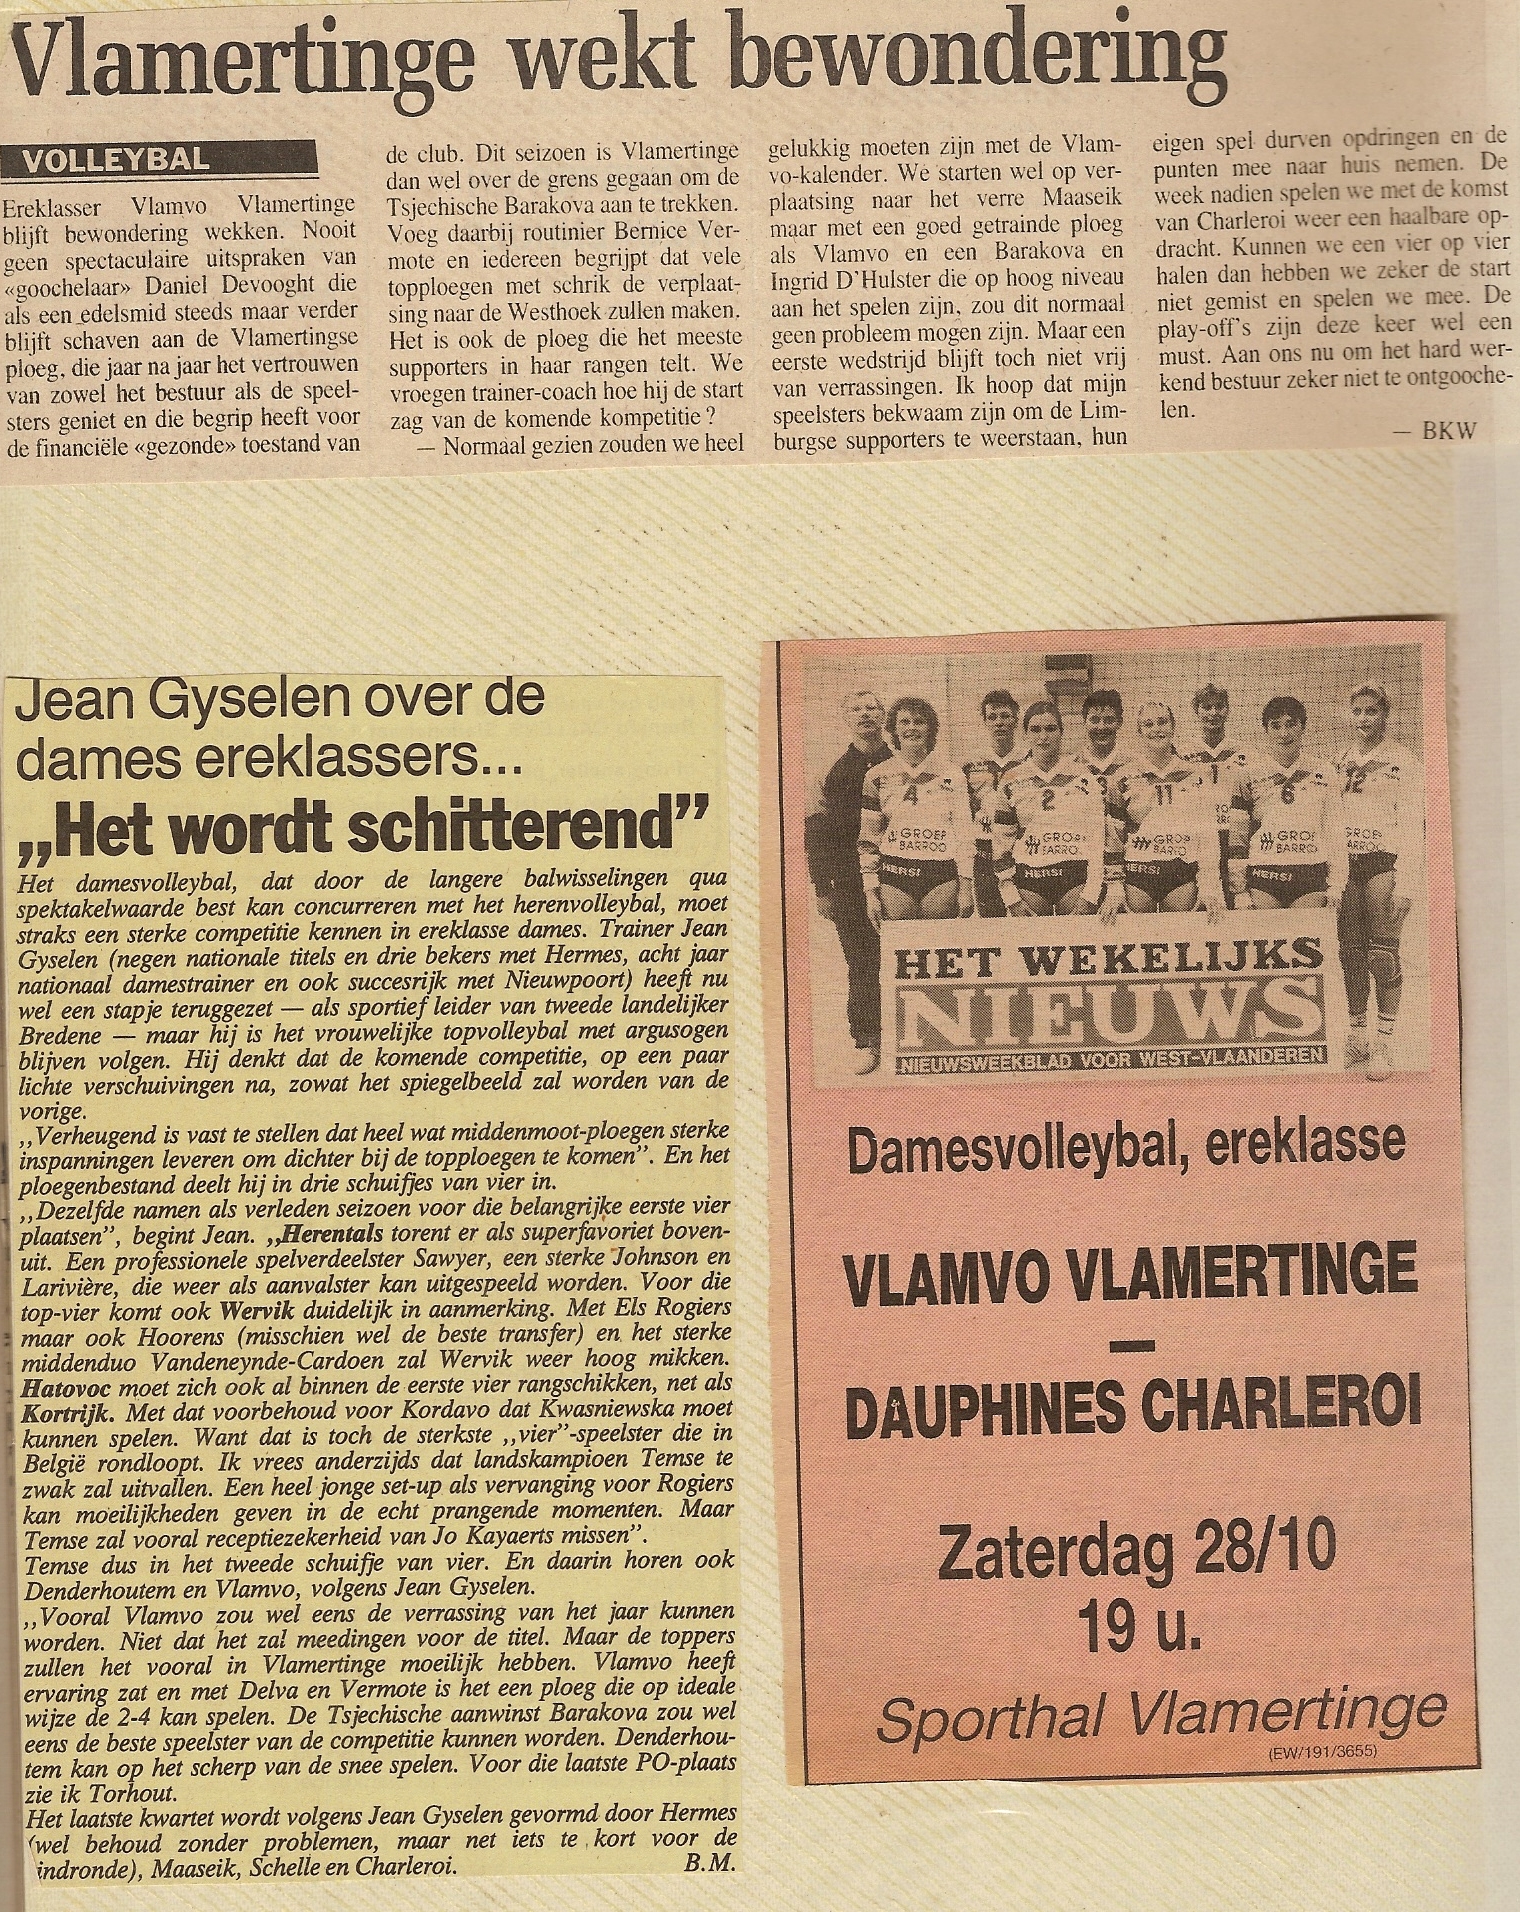 Vlamertinge wekt bewondering
VOLLEYBAL
Ereklasser Vlamvo Vlamertinge
blijft bewondering wekken. Nooit
geen spectaculaire uitspraken van
«goochelaar» Daniel Devooght die
als een edelsmid steeds maar verder
blijft schaven aan de Vlamertingse
ploeg, die jaar na jaar het vertrouwen
van zowel het bestuur als de speel-
sters geniet en die begrip heeft voor
de financiële «gezonde» toestand van
de club. Dit seizoen is Vlamertinge
dan wel over de grens gegaan om de
Tsjechische Barakova aan te trekken.
Voeg daarbij routinier Bernice Ver-
mote en iedereen begrijpt dat vele
topploegen met schrik de verplaat-
sing naar de Westhoek zullen maken.
Het is ook de ploeg die het meeste
supporters in haar rangen telt. We
vroegen trainer-coach hoe hij de start
zag van de komende kompetitie?
— Normaal gezien zouden we heel
gelukkig moeten zijn met de Vlam-
vo-kalender. We starten wel op ver-
plaatsing naar het verre Maaseik
maar met een goed getrainde ploeg
als Vlamvo en een Barakova en
Ingrid D'Hulster die op hoog niveau
aan het spelen zijn, zou dit normaal
geen probleem mogen zijn. Maar een
eerste wedstrijd blijft toch niet vrij
van verrassingen. Ik hoop dat mijn
speelsters bekwaam zijn om de Lim-
burgse supporters te weerstaan, hun
eigen spel durven opdringen en de
punten mee naar huis nemen. De
week nadien spelen we met de komst
van Charleroi weer een haalbare op-
dracht. Kunnen we een vier op vier
halen dan hebben we zeker de start
niet gemist en spelen we mee. De
play-off's zijn deze keer wel een
must. Aan ons nu om het hard wer-
kend bestuur zeker niet te ontgooche-
len.
— BKW
Jean Gyselen over de
dames ereklassers...
„Het wordt schitterend”
Het damesvolleybal, dat door de langere balwisselingen qua
spektakelwaarde best kan concurreren met het herenvolleybal, moet
straks een sterke competitie kennen in ereklasse dames. Trainer Jean
Gyselen (negen nationale titels en drie bekers met Hermes, acht jaar
nationaal damestrainer en ook succesrijk met Nieuwpoort) heeft nu
wel een stapje teruggezet — als sportief leider van tweede landelijker
Bredene — maar hij is het vrouwelijke topvolleybal met argusogen
blijven volgen. Hij denkt dat de komende competitie, op een paar
lichte verschuivingen na, zowat het spiegelbeeld zal worden van de
vorige.
„Verheugend is vast te stellen dat heel wat middenmoot-ploegen sterke
inspanningen leveren om dichter bij de topploegen te komen”. En het
ploegenbestand deelt hij in drie schuifjes van vier in.
„Dezelfde namen als verleden seizoen voor die belangrijke eerste vier
plaatsen”, begint Jean. „Herentals torent er als superfavoriet boven-
uit. Een professionele spelverdeelster Sawyer, een sterke Johnson en
Larivière, die weer als aanvalster kan uitgespeeld worden. Voor die
top-vier komt ook Wervik duidelijk in aanmerking. Met Els Rogiers
maar ook Hoorens (misschien wel de beste transfer) en het sterke
middenduo Vandeneynde-Cardoen zal Wervik weer hoog mikken.
Hatovoc moet zich ook al binnen de eerste vier rangschikken, net als
Kortrijk. Met dat voorbehoud voor Kordavo dat Kwasniewska moet
kunnen spelen. Want dat is toch de sterkste „vier”-speelster die in
België rondloopt. Ik vrees anderzijds dat landskampioen Temse te
zwak zal uitvallen. Een heel jonge set-up als vervanging voor Rogiers
kan moeilijkheden geven in de echt prangende momenten. Maar
Temse zal vooral receptiezekerheid van Jo Kayaerts missen”.
Temse dus in het tweede schuifje van vier. En daarin horen ook
Denderhoutem en Vlamvo, volgens Jean Gyselen.
„Vooral Vlamvo zou wel eens de verrassing van het jaar kunnen
worden. Niet dat het zal meedingen voor de titel. Maar de toppers
zullen het vooral in Vlamertinge moeilijk hebben. Vlamvo heeft
ervaring zat en met Delva en Vermote is het een ploeg die op ideale
wijze de 2-4 kan spelen. De Tsjechische aanwinst Barakova zou wel
eens de beste speelster van de competitie kunnen worden. Denderhou-
tem kan op het scherp van de snee spelen. Voor die laatste PO-plaats
zie ik Torhout.
Het laatste kwartet wordt volgens Jean Gyselen gevormd door Hermes
(wel behoud zonder problemen, maar net iets te kort voor de
indronde), Maaseik, Schelle en Charleroi.
B.M.
4 2 11 1 6 12
GROEP
BARROO
HERSI
HET WEKELIJKS
NIEUWS
NIEUWSWEEKBLAD VOOR WEST-VLAANDEREN
Damesvolleybal, ereklasse
VLAMVO VLAMERTINGE
—
DAUPHINES CHARLEROI
Zaterdag 28/10
19 u.
Sporthal Vlamertinge
(EW/191/3655)